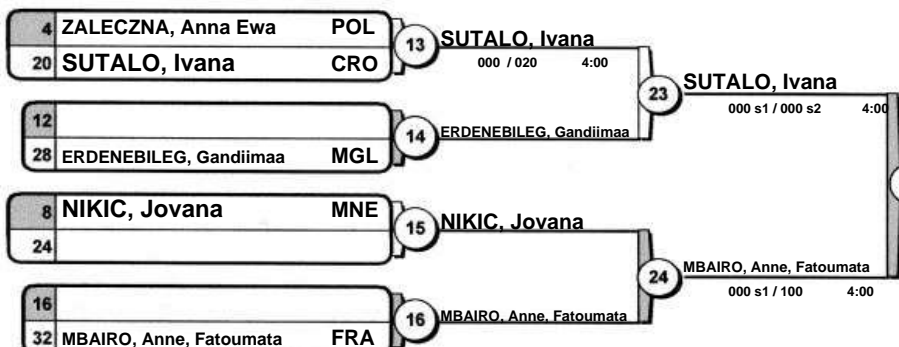 4 ZALECZNA, Anna Ewa POL
20 SUTALO, Ivana CRO
13 SUTALO, Ivana
000 / 020 4:00
12
28 ERDENEBILEG, Gandiimaa MGL
14 ERDENEBILEG, Gandiimaa
23 SUTALO, Ivana
000 s1 / 000 s2 4:00
8 NIKIC, Jovana MNE
24
15 NIKIC, Jovana
16
32 MBAIRO, Anne, Fatoumata FRA
16 MBAIRO, Anne, Fatoumata
24 MBAIRO, Anne, Fatoumata
000 s1 / 100 4:00